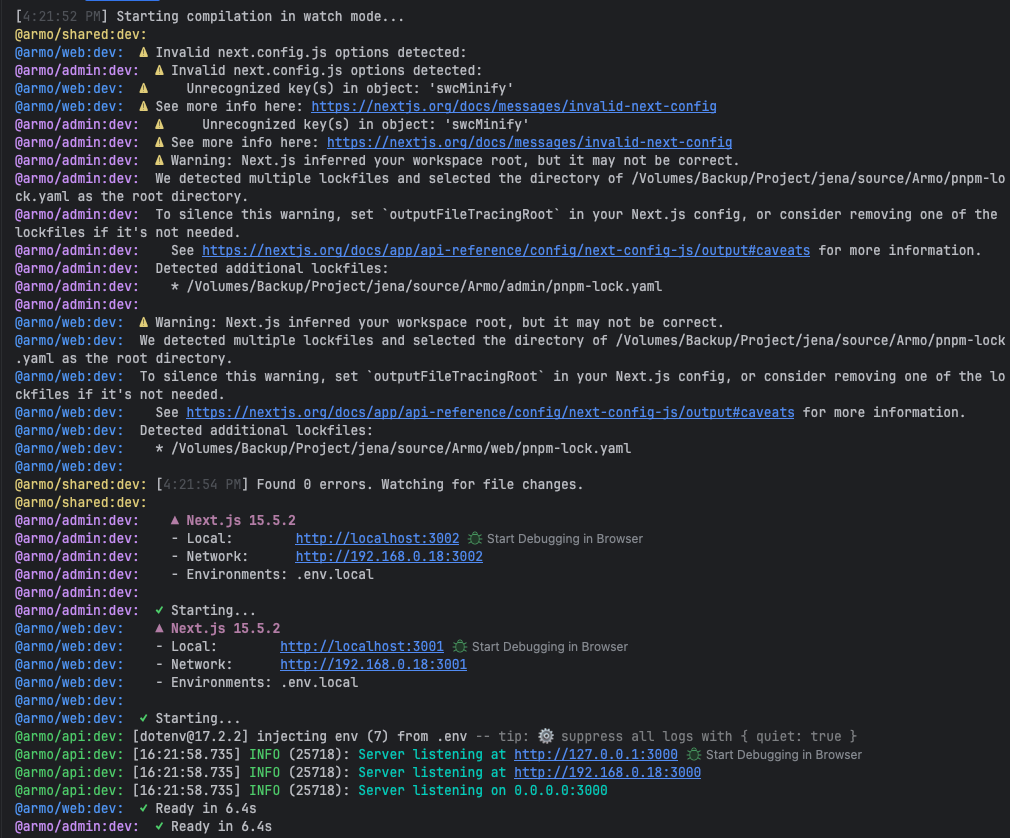 [4:21:52 PM] Starting compilation in watch mode...
@armo/shared:dev:
@armo/web:dev:  ⚠ Invalid next.config.js options detected:
@armo/admin:dev:  ⚠ Invalid next.config.js options detected:
@armo/web:dev:  ⚠     Unrecognized key(s) in object: 'swcMinify'
@armo/web:dev:  ⚠ See more info here: https://nextjs.org/docs/messages/invalid-next-config
@armo/admin:dev:  ⚠     Unrecognized key(s) in object: 'swcMinify'
@armo/admin:dev:  ⚠ See more info here: https://nextjs.org/docs/messages/invalid-next-config
@armo/admin:dev:  ⚠ Warning: Next.js inferred your workspace root, but it may not be correct.
@armo/admin:dev:  We detected multiple lockfiles and selected the directory of /Volumes/Backup/Project/jena/source/Armo/pnpm-lo
ck.yaml as the root directory.
@armo/admin:dev:  To silence this warning, set `outputFileTracingRoot` in your Next.js config, or consider removing one of the
lockfiles if it's not needed.
@armo/admin:dev:    See https://nextjs.org/docs/app/api-reference/config/next-config-js/output#caveats for more information.
@armo/admin:dev:  Detected additional lockfiles:
@armo/admin:dev:    * /Volumes/Backup/Project/jena/source/Armo/admin/pnpm-lock.yaml
@armo/admin:dev:
@armo/web:dev:  ⚠ Warning: Next.js inferred your workspace root, but it may not be correct.
@armo/web:dev:  We detected multiple lockfiles and selected the directory of /Volumes/Backup/Project/jena/source/Armo/pnpm-lock
.yaml as the root directory.
@armo/web:dev:  To silence this warning, set `outputFileTracingRoot` in your Next.js config, or consider removing one of the lo
ckfiles if it's not needed.
@armo/web:dev:    See https://nextjs.org/docs/app/api-reference/config/next-config-js/output#caveats for more information.
@armo/web:dev:  Detected additional lockfiles:
@armo/web:dev:    * /Volumes/Backup/Project/jena/source/Armo/web/pnpm-lock.yaml
@armo/web:dev:
@armo/shared:dev: [4:21:54 PM] Found 0 errors. Watching for file changes.
@armo/shared:dev:
@armo/admin:dev:    ▲ Next.js 15.5.2
@armo/admin:dev:    - Local:        http://localhost:3002 Start Debugging in Browser
@armo/admin:dev:    - Network:      http://192.168.0.18:3002
@armo/admin:dev:    - Environments: .env.local
@armo/admin:dev:
@armo/admin:dev:  ✓ Starting...
@armo/web:dev:    ▲ Next.js 15.5.2
@armo/web:dev:    - Local:        http://localhost:3001 Start Debugging in Browser
@armo/web:dev:    - Network:      http://192.168.0.18:3001
@armo/web:dev:    - Environments: .env.local
@armo/web:dev:
@armo/web:dev:  ✓ Starting...
@armo/api:dev: [dotenv@17.2.2] injecting env (7) from .env -- tip: ⚙️ suppress all logs with { quiet: true }
@armo/api:dev: [16:21:58.735] INFO (25718): Server listening at http://127.0.0.1:3000 Start Debugging in Browser
@armo/api:dev: [16:21:58.735] INFO (25718): Server listening at http://192.168.0.18:3000
@armo/api:dev: [16:21:58.735] INFO (25718): Server listening on 0.0.0.0:3000
@armo/web:dev:  ✓ Ready in 6.4s
@armo/admin:dev:  ✓ Ready in 6.4s